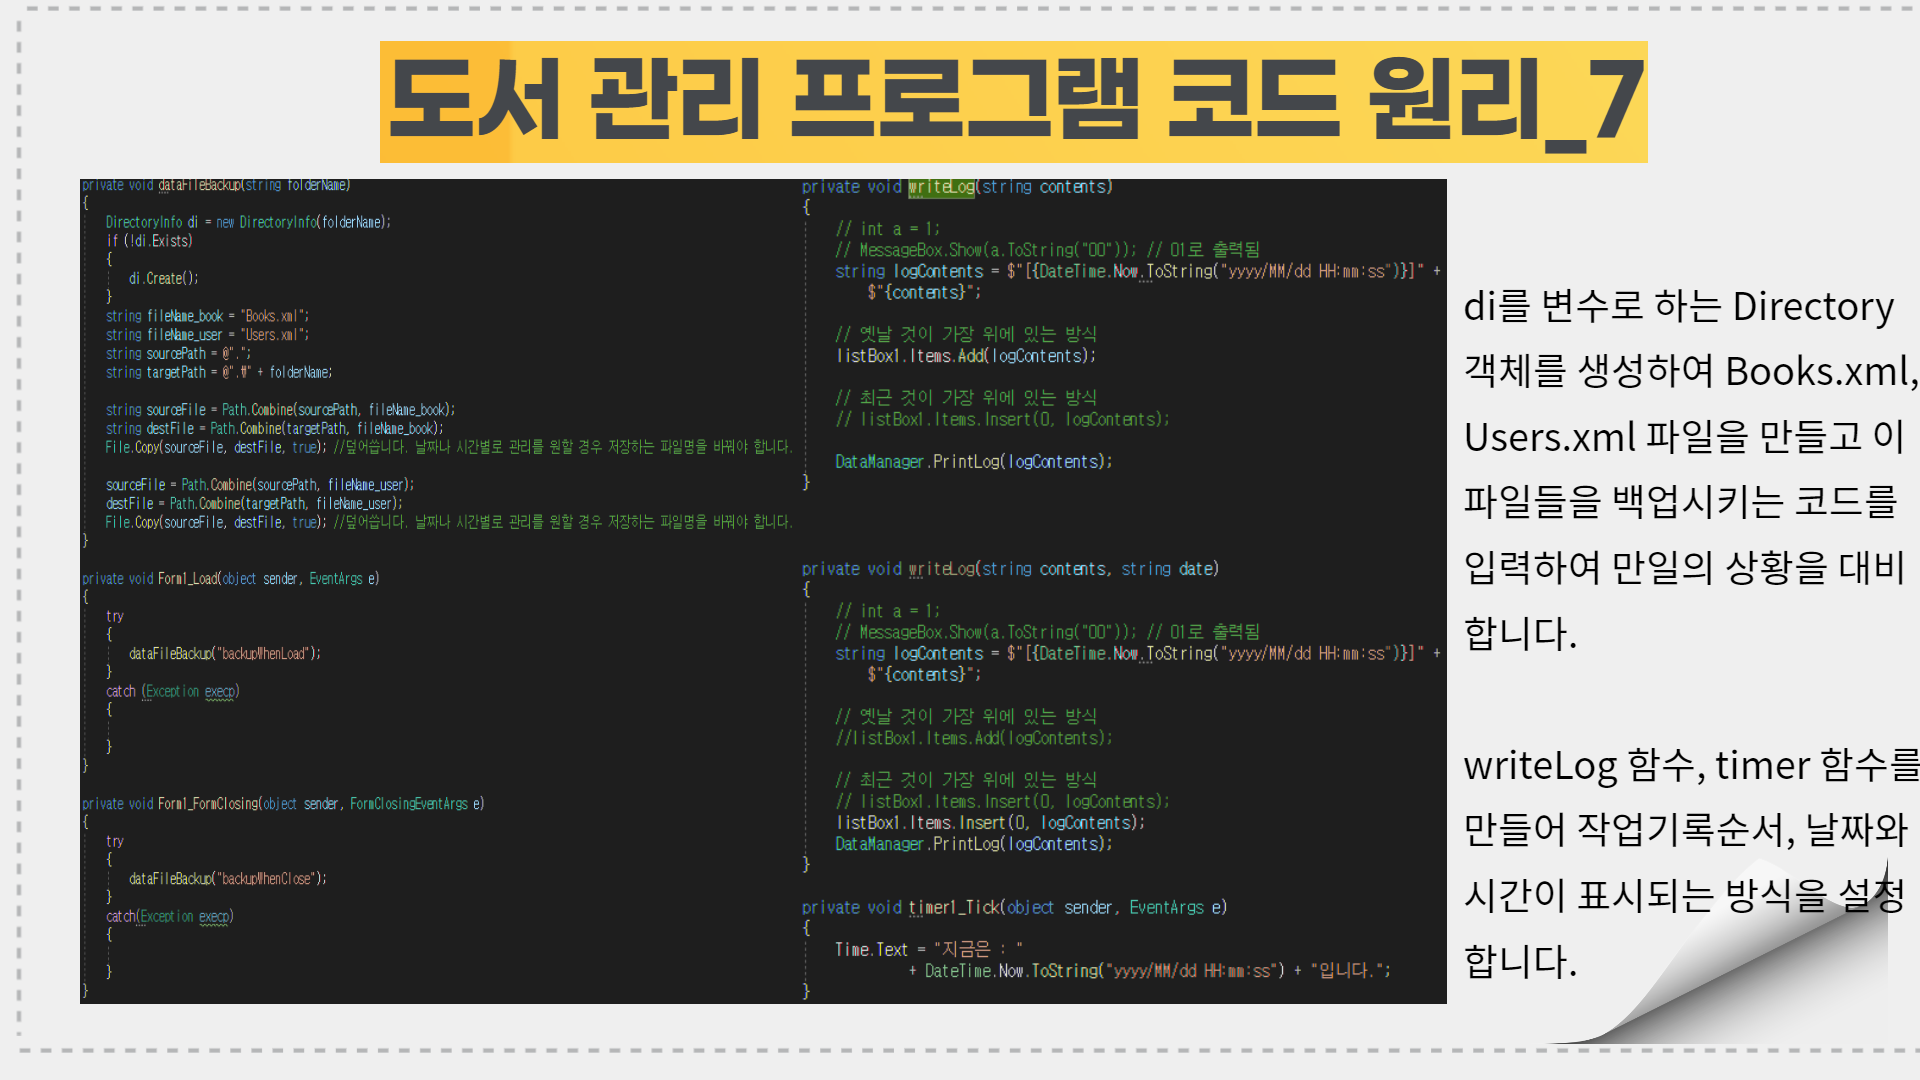 도서 관리 프로그램 코드 원리_7
private void dataFileBackup(string folderName)
{
DirectoryInfo di = new DirectoryInfo(folderName);
if (!di.Exists)
{
di.Create();
}
string fileName_book = "Books.xml";
string fileName_user = "Users.xml";
string sourcePath = @".";
string targetPath = @".₩" + folderName;
string sourceFile = Path.Combine(sourcePath, fileName_book);
string destFile = Path.Combine(targetPath, fileName_book);
File.Copy(sourceFile, destFile, true); //덮어씁니다. 날짜나 시간별로 관리를 원할 경우 저장하는 파일명을 바꿔야 합니다.
sourceFile = Path.Combine(sourcePath, fileName_user);
destFile = Path.Combine(targetPath, fileName_user);
File.Copy(sourceFile, destFile, true); //덮어씁니다. 날짜나 시간별로 관리를 원할 경우 저장하는 파일명을 바꿔야 합니다.
}
private void Form1_Load(object sender, EventArgs e)
{
try
{
dataFileBackup("backupWhenLoad");
}
catch (Exception execp)
{
}
}
private void Form1_FormClosing(object sender, FormClosingEventArgs e)
{
try
{
dataFileBackup("backupWhenClose");
}
catch(Exception execp)
{
}
}
private void writeLog(string contents)
{
// int a = 1;
// MessageBox.Show(a.ToString("00")); // 01로 출력됨
string logContents = $"[{DateTime.Now.ToString("yyyy/MM/dd HH:mm:ss")}]" +
$"{contents}";
// 옛날 것이 가장 위에 있는 방식
listBox1.Items.Add(logContents);
// 최근 것이 가장 위에 있는 방식
// listBox1.Items.Insert(0, logContents);
DataManager.PrintLog(logContents);
}
private void writeLog(string contents, string date)
{
// int a = 1;
// MessageBox.Show(a.ToString("00")); // 01로 출력됨
string logContents = $"[{DateTime.Now.ToString("yyyy/MM/dd HH:mm:ss")}]" +
$"{contents}";
// 옛날 것이 가장 위에 있는 방식
//listBox1.Items.Add(logContents);
// 최근 것이 가장 위에 있는 방식
// listBox1.Items.Insert(0, logContents);
listBox1.Items.Insert(0, logContents);
DataManager.PrintLog(logContents);
}
private void timer1_Tick(object sender, EventArgs e)
{
Time.Text = "지금은 : "
+ DateTime.Now.ToString("yyyy/MM/dd HH:mm:ss") + "입니다.";
}
di를 변수로 하는 Directory
객체를 생성하여 Books.xml,
Users.xml 파일을 만들고 이
파일들을 백업시키는 코드를
입력하여 만일의 상황을 대비
합니다.
writeLog 함수, timer 함수를
만들어 작업기록순서, 날짜와
시간이 표시되는 방식을 설정
합니다.